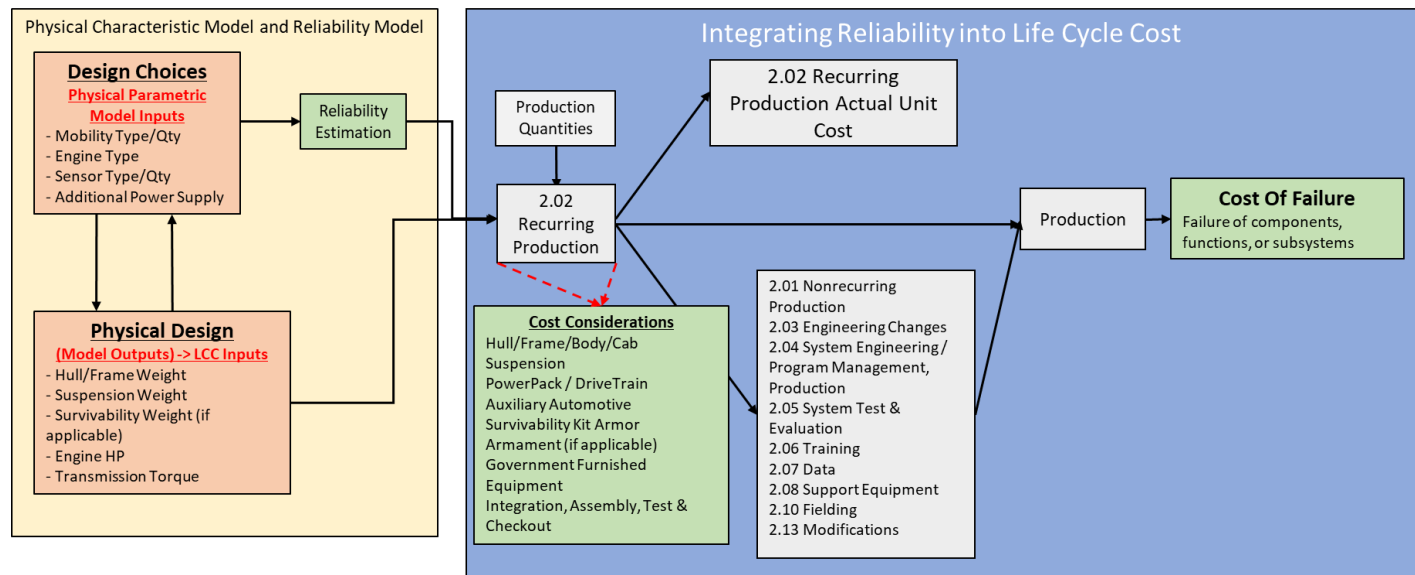 Physical Characteristic Model and Reliability Model
Design Choices
Physical Parametric
Model Inputs
- Mobility Type/Qty
- Engine Type
- Sensor Type/Qty
- Additional Power Supply
Reliability
Estimation
Physical Design
(Model Outputs) -> LCC Inputs
- Hull/Frame Weight
- Suspension Weight
- Survivability Weight (if
applicable)
- Engine HP
- Transmission Torque
Integrating Reliability into Life Cycle Cost
Production
Quantities
2.02 Recurring
Production Actual Unit
Cost
2.02
Recurring
Production
Production
Cost Of Failure
Failure of components,
functions, or subsystems
Cost Considerations
Hull/Frame/Body/Cab
Suspension
PowerPack / DriveTrain
Auxiliary Automotive
Survivability Kit Armor
Armament (if applicable)
Government Furnished
Equipment
Integration, Assembly, Test &
Checkout
2.01 Nonrecurring
Production
2.03 Engineering Changes
2.04 System Engineering /
Program Management,
Production
2.05 System Test &
Evaluation
2.06 Training
2.07 Data
2.08 Support Equipment
2.10 Fielding
2.13 Modifications